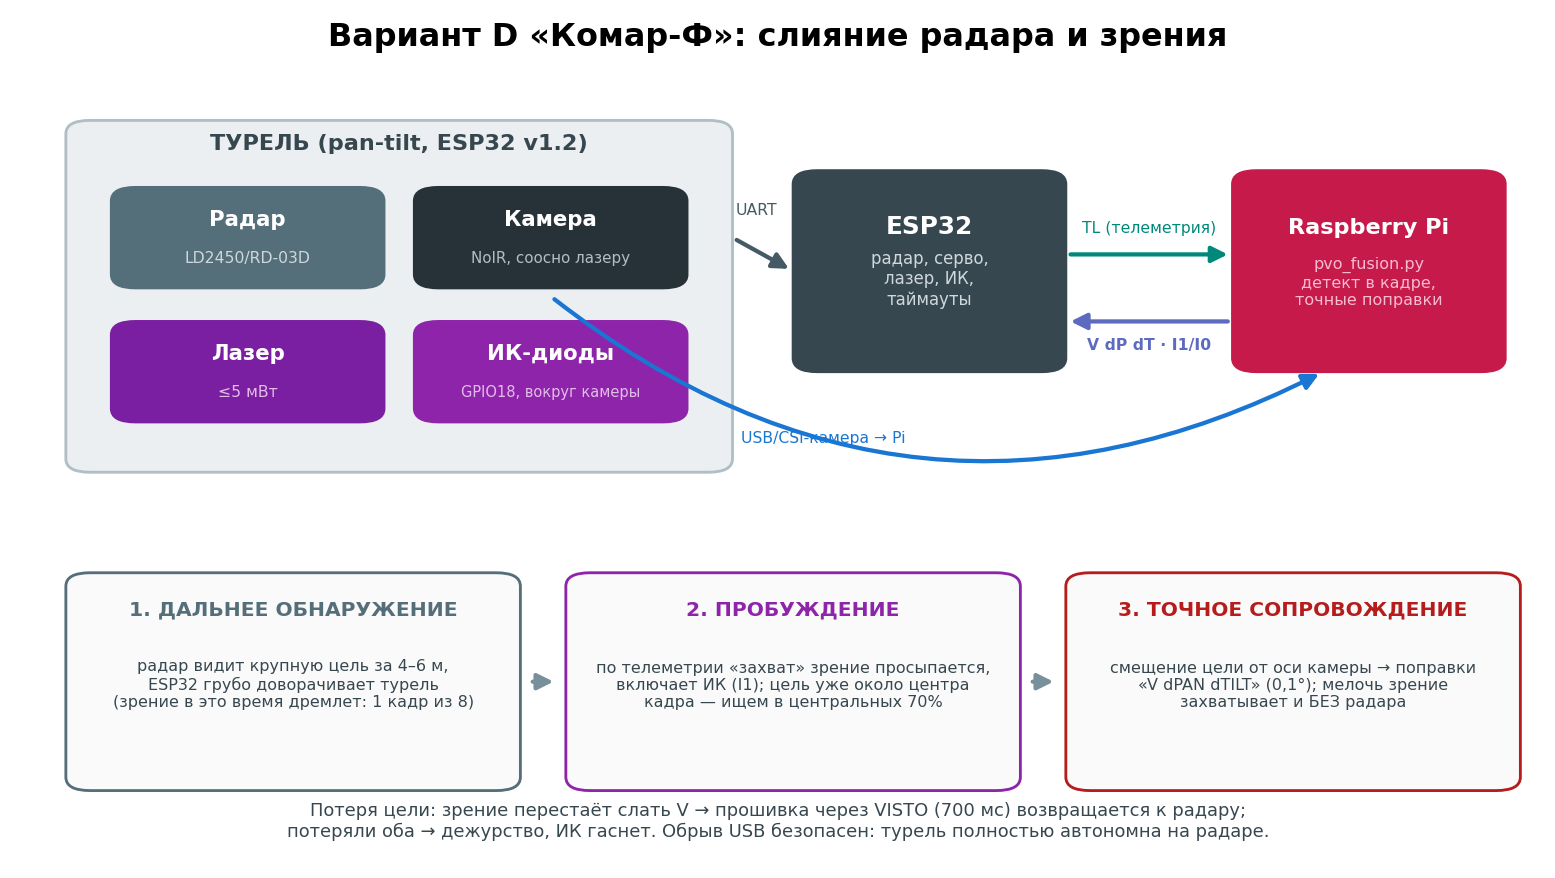 Вариант D «Комар-Ф»: слияние радара и зрения
ТУРЕЛЬ (pan-tilt, ESP32 v1.2)
Радар
LD2450/RD-03D
Камера
NoIR, соосно лазеру
Лазер
≤5 мВт
ИК-диоды
GPIO18, вокруг камеры
UART
ESP32
радар, серво,
лазер, ИК,
таймауты
TL (телеметрия)
V dP dT · I1/I0
Raspberry Pi
pvo_fusion.py
детект в кадре,
точные поправки
USB/CSI-камера → Pi
1. ДАЛЬНЕЕ ОБНАРУЖЕНИЕ
радар видит крупную цель за 4–6 м,
ESP32 грубо доворачивает турель
(зрение в это время дремлет: 1 кадр из 8)
2. ПРОБУЖДЕНИЕ
по телеметрии «захват» зрение просыпается,
включает ИК (I1); цель уже около центра
кадра — ищем в центральных 70%
3. ТОЧНОЕ СОПРОВОЖДЕНИЕ
смещение цели от оси камеры → поправки
«V dPAN dTILT» (0,1°); мелочь зрение
захватывает и БЕЗ радара
Потеря цели: зрение перестаёт слать V → прошивка через VISTO (700 мс) возвращается к радару;
потеряли оба → дежурство, ИК гаснет. Обрыв USB безопасен: турель полностью автономна на радаре.